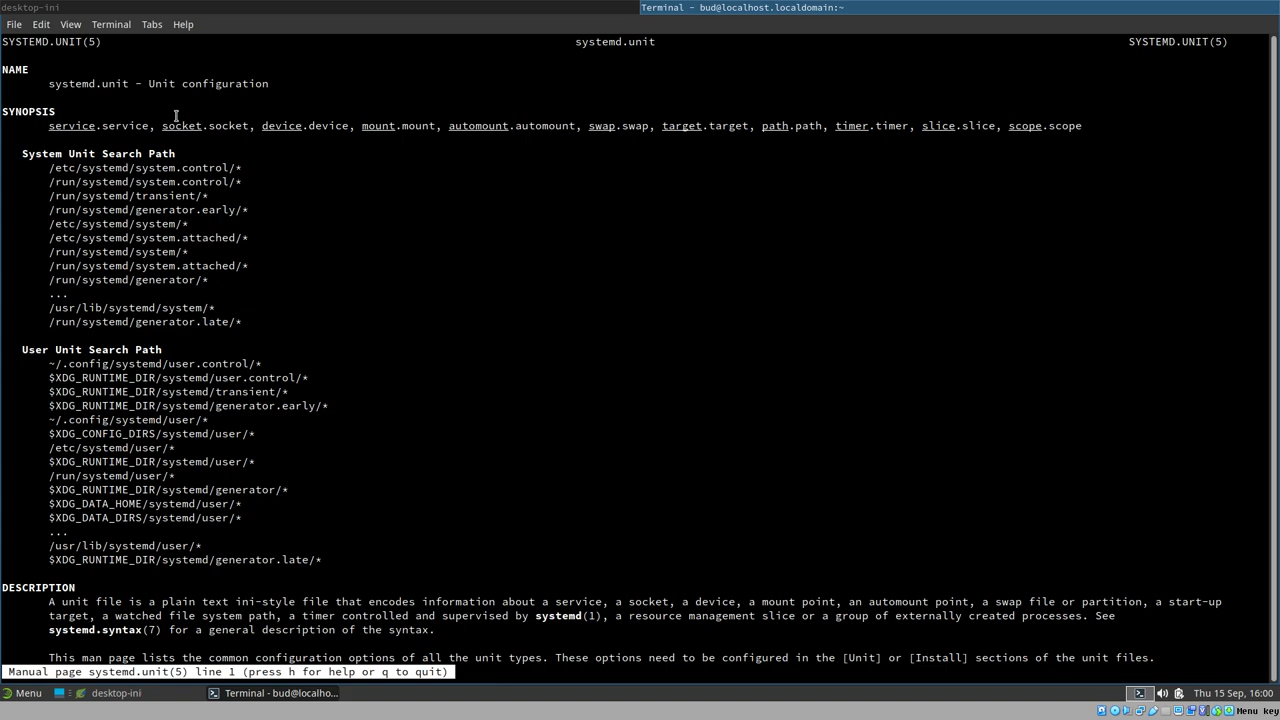 desktop-ini
Terminal - bud@localhost.localdomain:~
File Edit View Terminal Tabs Help
SYSTEMD.UNIT(5) systemd.unit SYSTEMD.UNIT(5)
NAME
systemd.unit - Unit configuration
SYNOPSIS
service.service, socket.socket, device.device, mount.mount, automount.automount, swap.swap, target.target, path.path, timer.timer, slice.slice, scope.scope
System Unit Search Path
/etc/systemd/system.control/*
/run/systemd/system.control/*
/run/systemd/transient/*
/run/systemd/generator.early/*
/etc/systemd/system/*
/etc/systemd/system.attached/*
/run/systemd/system/*
/run/systemd/system.attached/*
/run/systemd/generator/*
...
/usr/lib/systemd/system/*
/run/systemd/generator.late/*
User Unit Search Path
~/.config/systemd/user.control/*
$XDG_RUNTIME_DIR/systemd/user.control/*
$XDG_RUNTIME_DIR/systemd/transient/*
$XDG_RUNTIME_DIR/systemd/generator.early/*
~/.config/systemd/user/*
$XDG_CONFIG_DIRS/systemd/user/*
/etc/systemd/user/*
$XDG_RUNTIME_DIR/systemd/user/*
/run/systemd/user/*
$XDG_RUNTIME_DIR/systemd/generator/*
$XDG_DATA_HOME/systemd/user/*
$XDG_DATA_DIRS/systemd/user/*
...
/usr/lib/systemd/user/*
$XDG_RUNTIME_DIR/systemd/generator.late/*
DESCRIPTION
A unit file is a plain text ini-style file that encodes information about a service, a socket, a device, a mount point, an automount point, a swap file or partition, a start-up
target, a watched file system path, a timer controlled and supervised by systemd(1), a resource management slice or a group of externally created processes. See
systemd.syntax(7) for a general description of the syntax.
This man page lists the common configuration options of all the unit types. These options need to be configured in the [Unit] or [Install] sections of the unit files.
Manual page systemd.unit(5) line 1 (press h for help or q to quit)
Menu desktop-ini Terminal - bud@localho... Thu 15 Sep, 16:00
Menu key